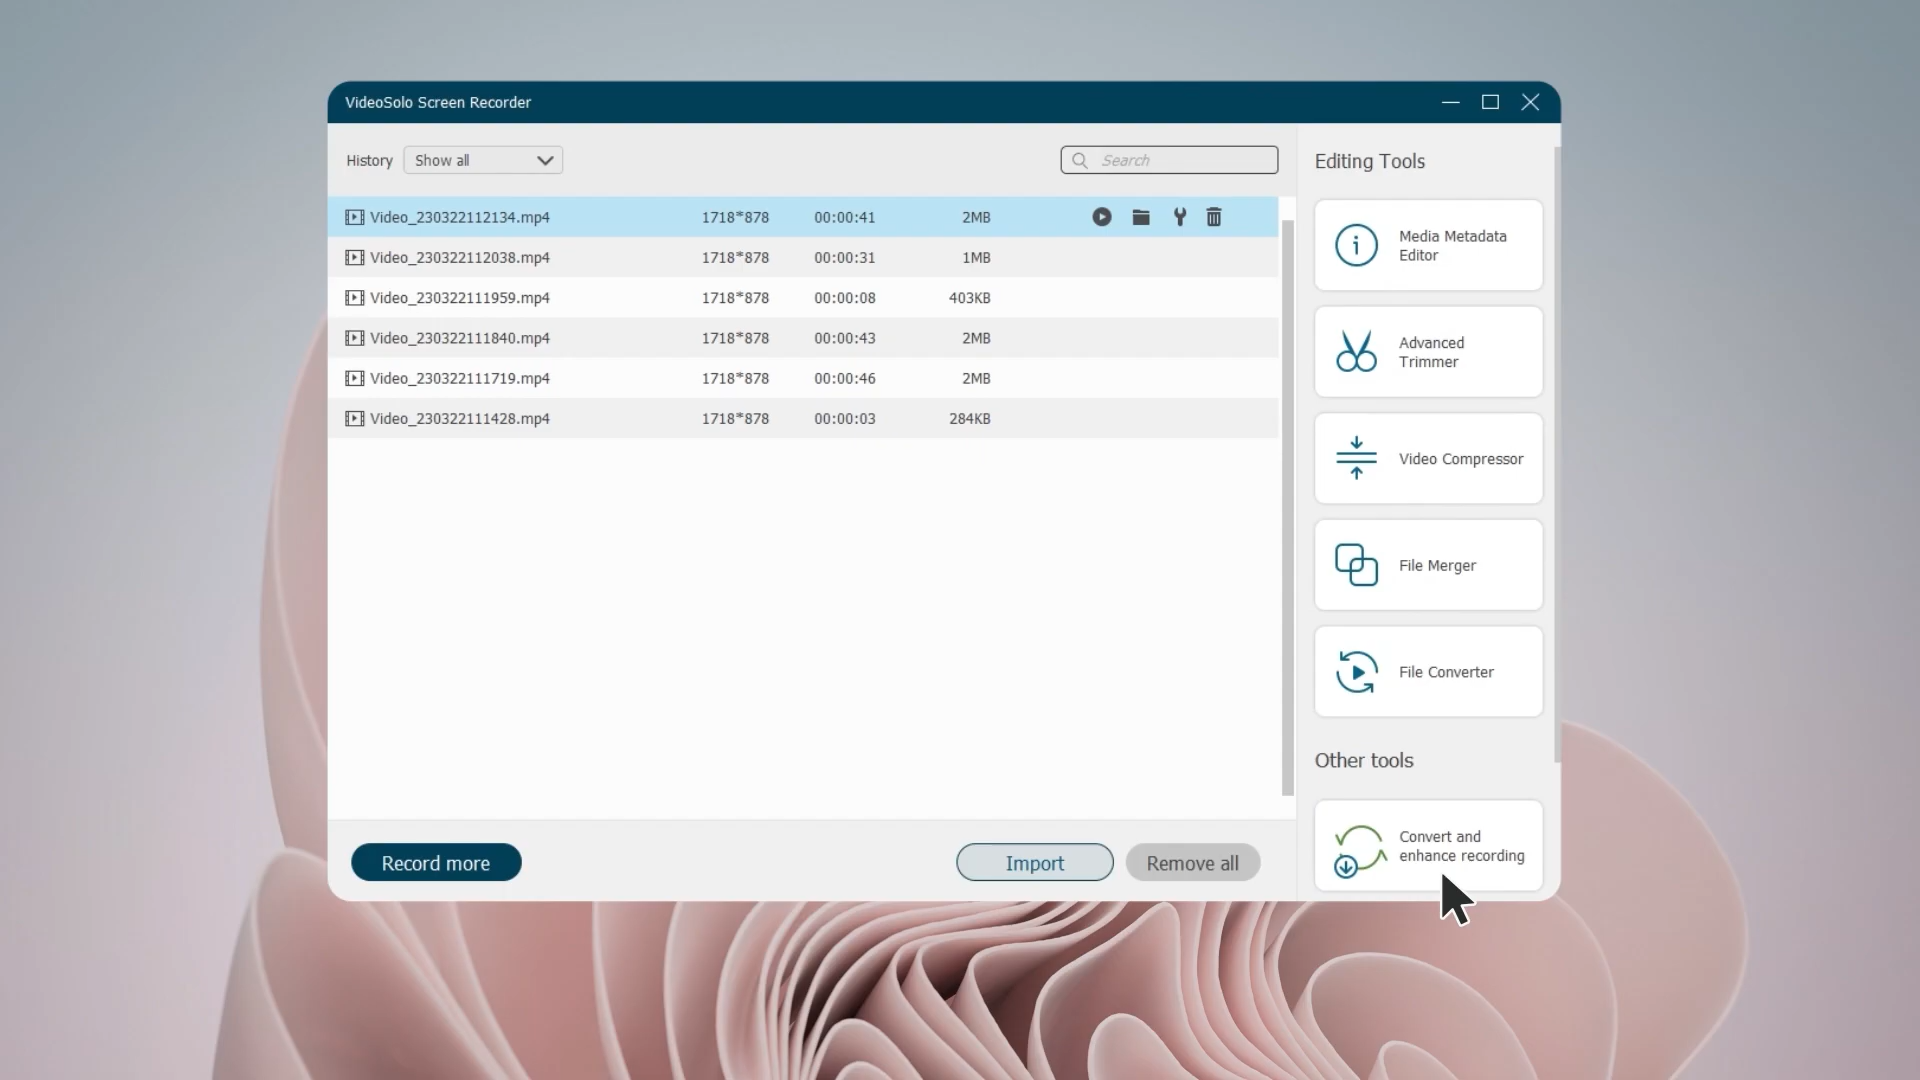 VideoSolo Screen Recorder
History Show all Search
Video_230322112134.mp4 1718*878 00:00:41 2MB
Video_230322112038.mp4 1718*878 00:00:31 1MB
Video_230322111959.mp4 1718*878 00:00:08 403KB
Video_230322111840.mp4 1718*878 00:00:43 2MB
Video_230322111719.mp4 1718*878 00:00:46 2MB
Video_230322111428.mp4 1718*878 00:00:03 284KB
Record more Import Remove all
Editing Tools
Media Metadata
Editor
Advanced
Trimmer
Video Compressor
File Merger
File Converter
Other tools
Convert and
enhance recording